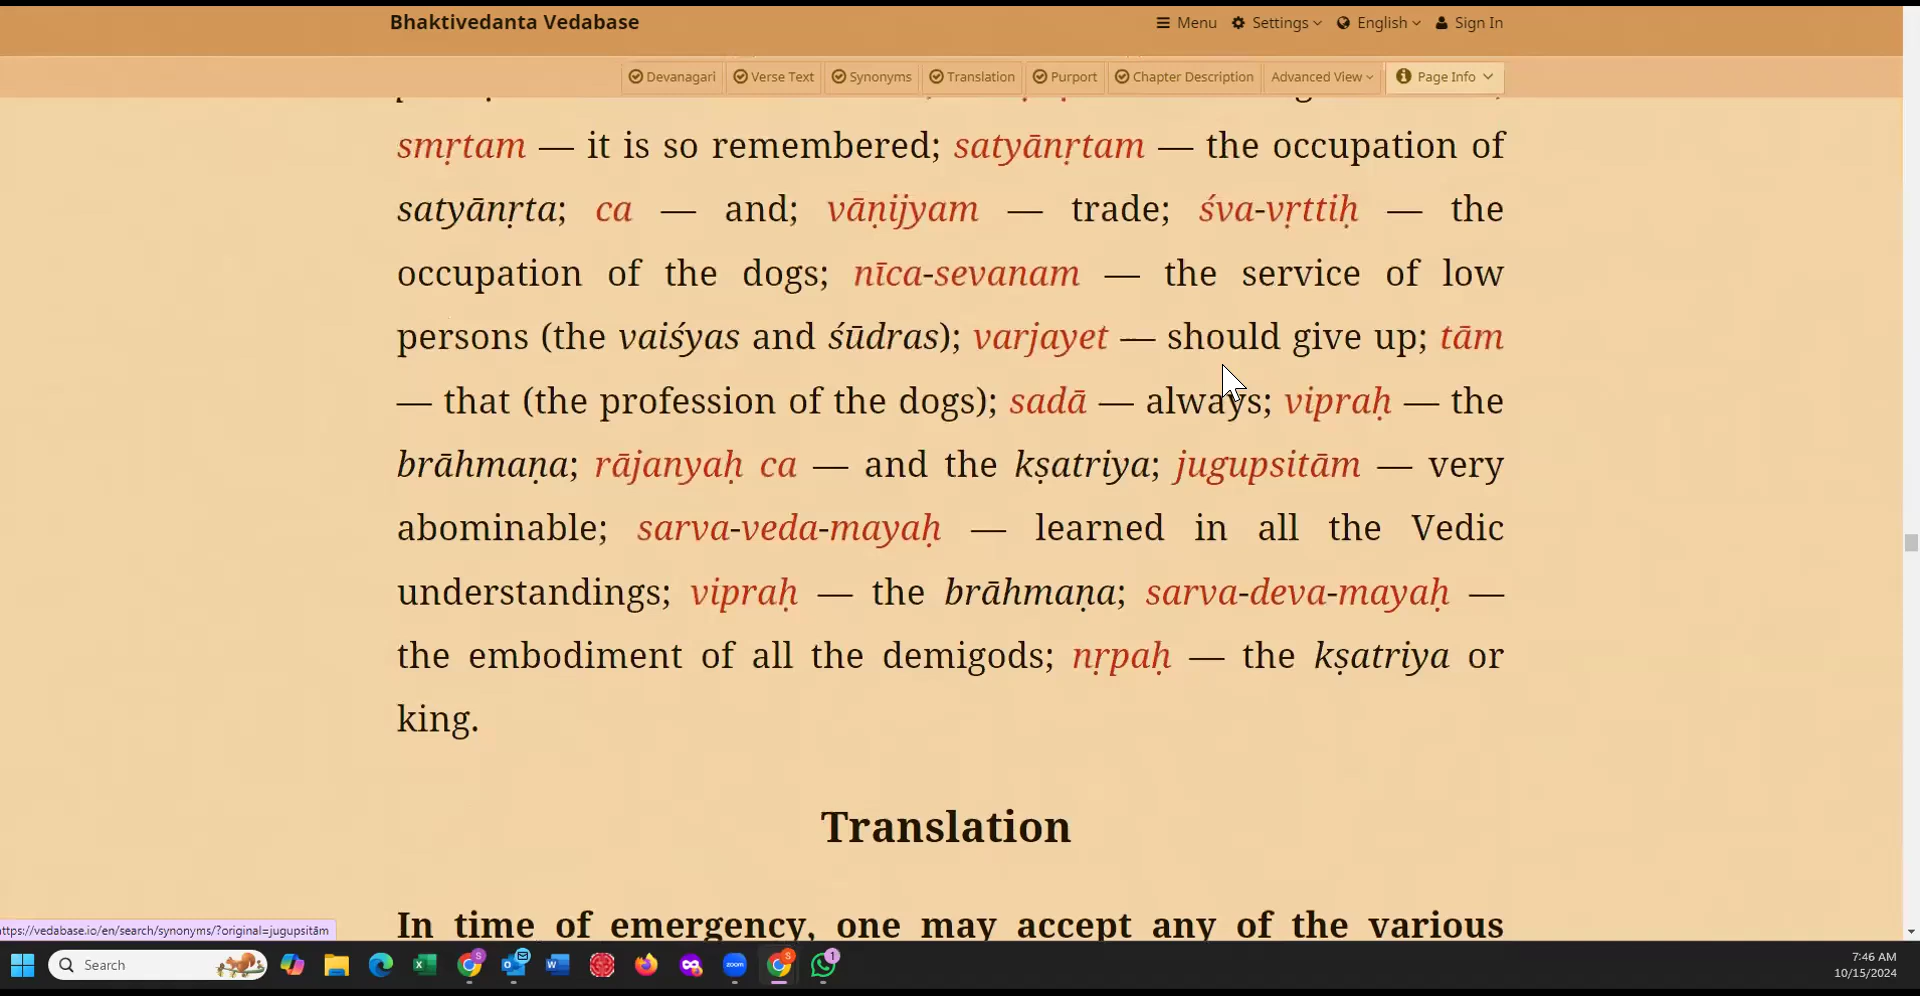 Bhaktivedanta Vedabase Menu Settings English Sign In
Devanagari Verse Text Synonyms Translation Purport Chapter Description Advanced View Page Info
smṛtam — it is so remembered; satyānṛtam — the occupation of
satyānṛta; ca — and; vāṇijyam — trade; śva-vṛttiḥ — the
occupation of the dogs; nīca-sevanam — the service of low
persons (the vaiśyas and śūdras); varjayet — should give up; tām
— that (the profession of the dogs); sadā — always; vipraḥ — the
brāhmaṇa; rājanyaḥ ca — and the kṣatriya; jugupsitām — very
abominable; sarva-veda-mayaḥ — learned in all the Vedic
understandings; vipraḥ — the brāhmaṇa; sarva-deva-mayaḥ —
the embodiment of all the demigods; nṛpaḥ — the kṣatriya or
king.
Translation
In time of emergency, one may accept any of the various
https://vedabase.io/en/search/synonyms/?original=jugupsitām
Search
zoom
1
7:46 AM
10/15/2024